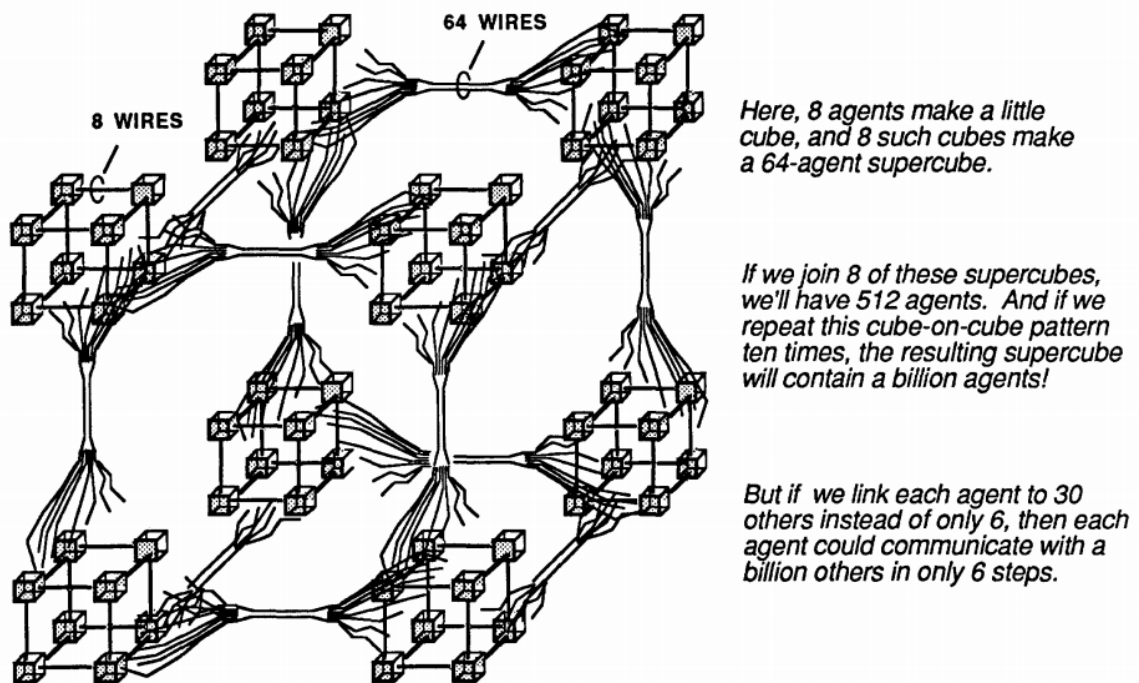 64 WIRES
8 WIRES
Here, 8 agents make a little
cube, and 8 such cubes make
a 64-agent supercube.
If we join 8 of these supercubes,
we'll have 512 agents. And if we
repeat this cube-on-cube pattern
ten times, the resulting supercube
will contain a billion agents!
But if we link each agent to 30
others instead of only 6, then each
agent could communicate with a
billion others in only 6 steps.